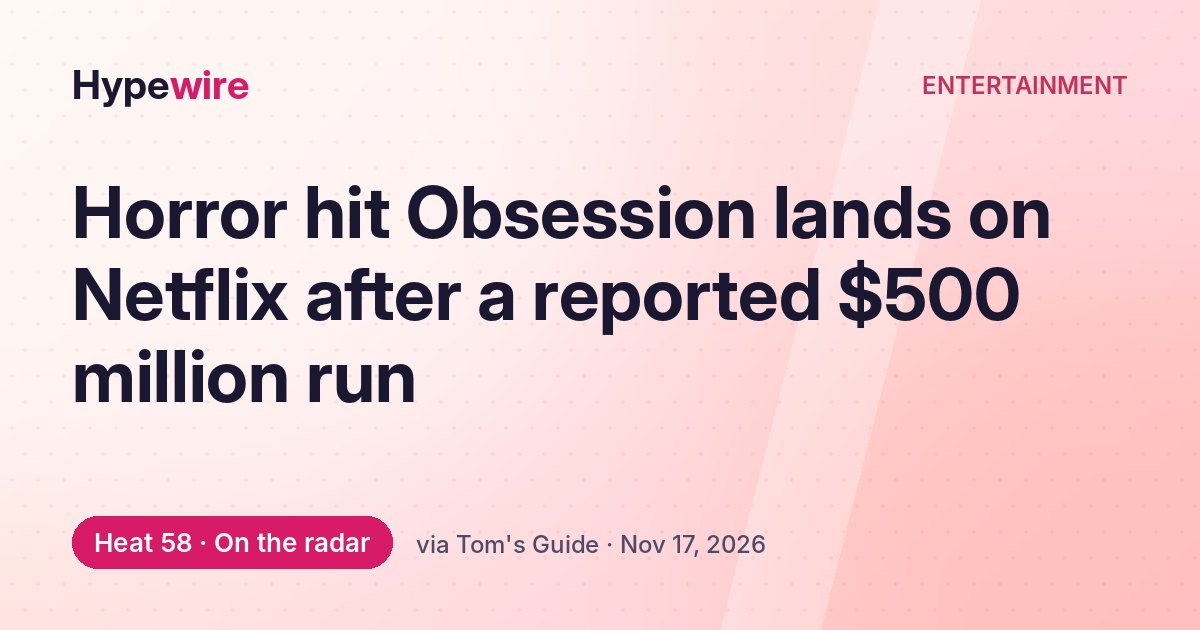 Hypewire
ENTERTAINMENT
Horror hit Obsession lands on
Netflix after a reported $500
million run
Heat 58 · On the radar
via Tom's Guide · Nov 17, 2026